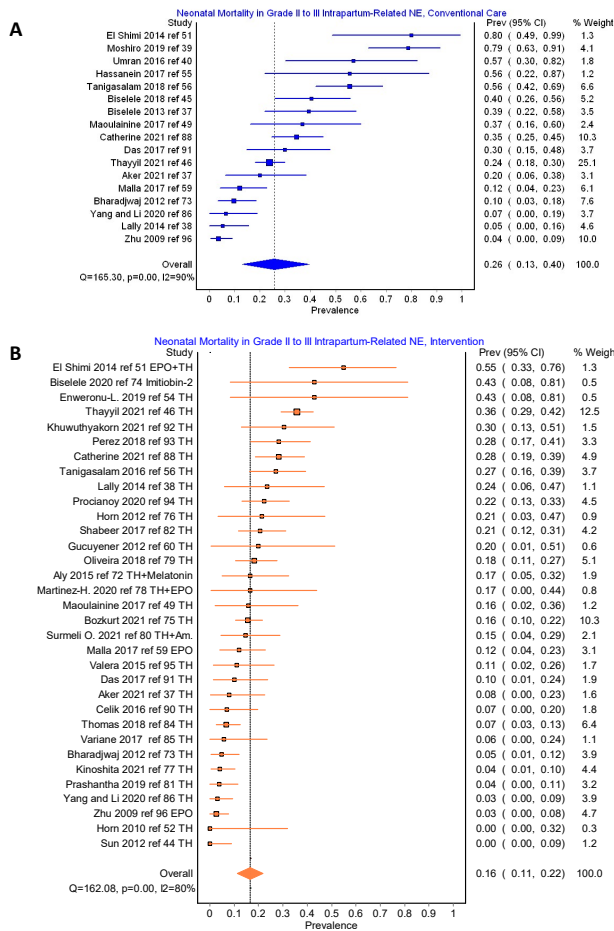 A
Neonatal Mortality in Grade II to III Intrapartum-Related NE, Conventional Care
Study Prev (95% CI) % Weight
El Shimi 2014 ref 51 0.80 ( 0.49, 0.99) 1.3
Moshiro 2019 ref 39 0.79 ( 0.63, 0.91) 4.1
Umran 2016 ref 40 0.57 ( 0.30, 0.82) 1.8
Hassanein 2017 ref 55 0.56 ( 0.22, 0.87) 1.2
Tanigasalam 2018 ref 56 0.56 ( 0.42, 0.69) 6.6
Biselele 2018 ref 45 0.40 ( 0.26, 0.56) 5.2
Biselele 2013 ref 37 0.39 ( 0.22, 0.58) 3.5
Maoulainine 2017 ref 49 0.37 ( 0.16, 0.60) 2.4
Catherine 2021 ref 88 0.35 ( 0.25, 0.45) 10.3
Das 2017 ref 91 0.30 ( 0.15, 0.48) 3.7
Thayyil 2021 ref 46 0.24 ( 0.18, 0.30) 25.1
Aker 2021 ref 37 0.20 ( 0.06, 0.38) 3.1
Malla 2017 ref 59 0.12 ( 0.04, 0.23) 6.1
Bharadjwaj 2012 ref 73 0.10 ( 0.03, 0.18) 7.6
Yang and Li 2020 ref 86 0.07 ( 0.00, 0.19) 3.7
Lally 2014 ref 38 0.05 ( 0.00, 0.16) 4.6
Zhu 2009 ref 96 0.04 ( 0.00, 0.09) 10.0
Overall 0.26 ( 0.13, 0.40) 100.0
Q=165.30, p=0.00, I2=90%
0 0.1 0.2 0.3 0.4 0.5 0.6 0.7 0.8 0.9 1
Prevalence
B
Neonatal Mortality in Grade II to III Intrapartum-Related NE, Intervention
Study Prev (95% CI) % Weight
El Shimi 2014 ref 51 EPO+TH 0.55 ( 0.33, 0.76) 1.3
Biselele 2020 ref 74 Imitiobin-2 0.43 ( 0.08, 0.81) 0.5
Enweronu-L. 2019 ref 54 TH 0.43 ( 0.08, 0.81) 0.5
Thayyil 2021 ref 46 TH 0.36 ( 0.29, 0.42) 12.5
Khuwuthyakorn 2021 ref 92 TH 0.30 ( 0.13, 0.51) 1.5
Perez 2018 ref 93 TH 0.28 ( 0.17, 0.41) 3.4
Catherine 2021 ref 88 TH 0.28 ( 0.19, 0.39) 4.9
Tanigasalam 2016 ref 56 TH 0.27 ( 0.16, 0.39) 3.7
Lally 2014 ref 38 TH 0.24 ( 0.06, 0.47) 1.1
Procianoy 2020 ref 94 TH 0.22 ( 0.13, 0.33) 4.5
Horn 2012 ref 76 TH 0.21 ( 0.03, 0.47) 0.9
Shabeer 2017 ref 82 TH 0.21 ( 0.12, 0.31) 4.2
Gucuyener 2012 ref 60 TH 0.20 ( 0.01, 0.51) 0.6
Oliveira 2018 ref 79 TH 0.18 ( 0.11, 0.27) 5.1
Aly 2015 ref 72 TH+Melatonin 0.17 ( 0.05, 0.32) 1.9
Martinez-H. 2020 ref 78 TH+EPO 0.17 ( 0.00, 0.44) 0.8
Maoulainine 2017 ref 49 TH 0.16 ( 0.02, 0.36) 1.2
Bozkurt 2021 ref 75 TH 0.16 ( 0.10, 0.22) 10.3
Surmeli O. 2021 ref 80 TH+Am. 0.15 ( 0.04, 0.29) 2.1
Malla 2017 ref 59 EPO 0.12 ( 0.04, 0.23) 3.1
Valera 2015 ref 95 TH 0.11 ( 0.02, 0.26) 1.7
Das 2017 ref 91 TH 0.10 ( 0.01, 0.24) 1.9
Aker 2021 ref 37 TH 0.08 ( 0.00, 0.23) 1.6
Celik 2016 ref 90 TH 0.07 ( 0.00, 0.20) 1.8
Thomas 2018 ref 84 TH 0.07 ( 0.03, 0.13) 6.4
Variane 2017 ref 85 TH 0.06 ( 0.00, 0.24) 1.1
Bharadjwaj 2012 ref 73 TH 0.05 ( 0.01, 0.12) 3.9
Kinoshita 2021 ref 77 TH 0.04 ( 0.01, 0.10) 4.4
Prashantha 2019 ref 81 TH 0.04 ( 0.00, 0.11) 3.2
Yang and Li 2020 ref 86 TH 0.03 ( 0.00, 0.09) 3.9
Zhu 2009 ref 96 EPO 0.03 ( 0.00, 0.08) 4.7
Horn 2010 ref 52 TH 0.00 ( 0.00, 0.32) 0.4
Sun 2012 ref 44 TH 0.00 ( 0.00, 0.09) 1.2
Overall 0.16 ( 0.11, 0.22) 100.0
Q=162.08, p=0.00, I2=80%
0 0.1 0.2 0.3 0.4 0.5 0.6 0.7 0.8 0.9 1
Prevalence